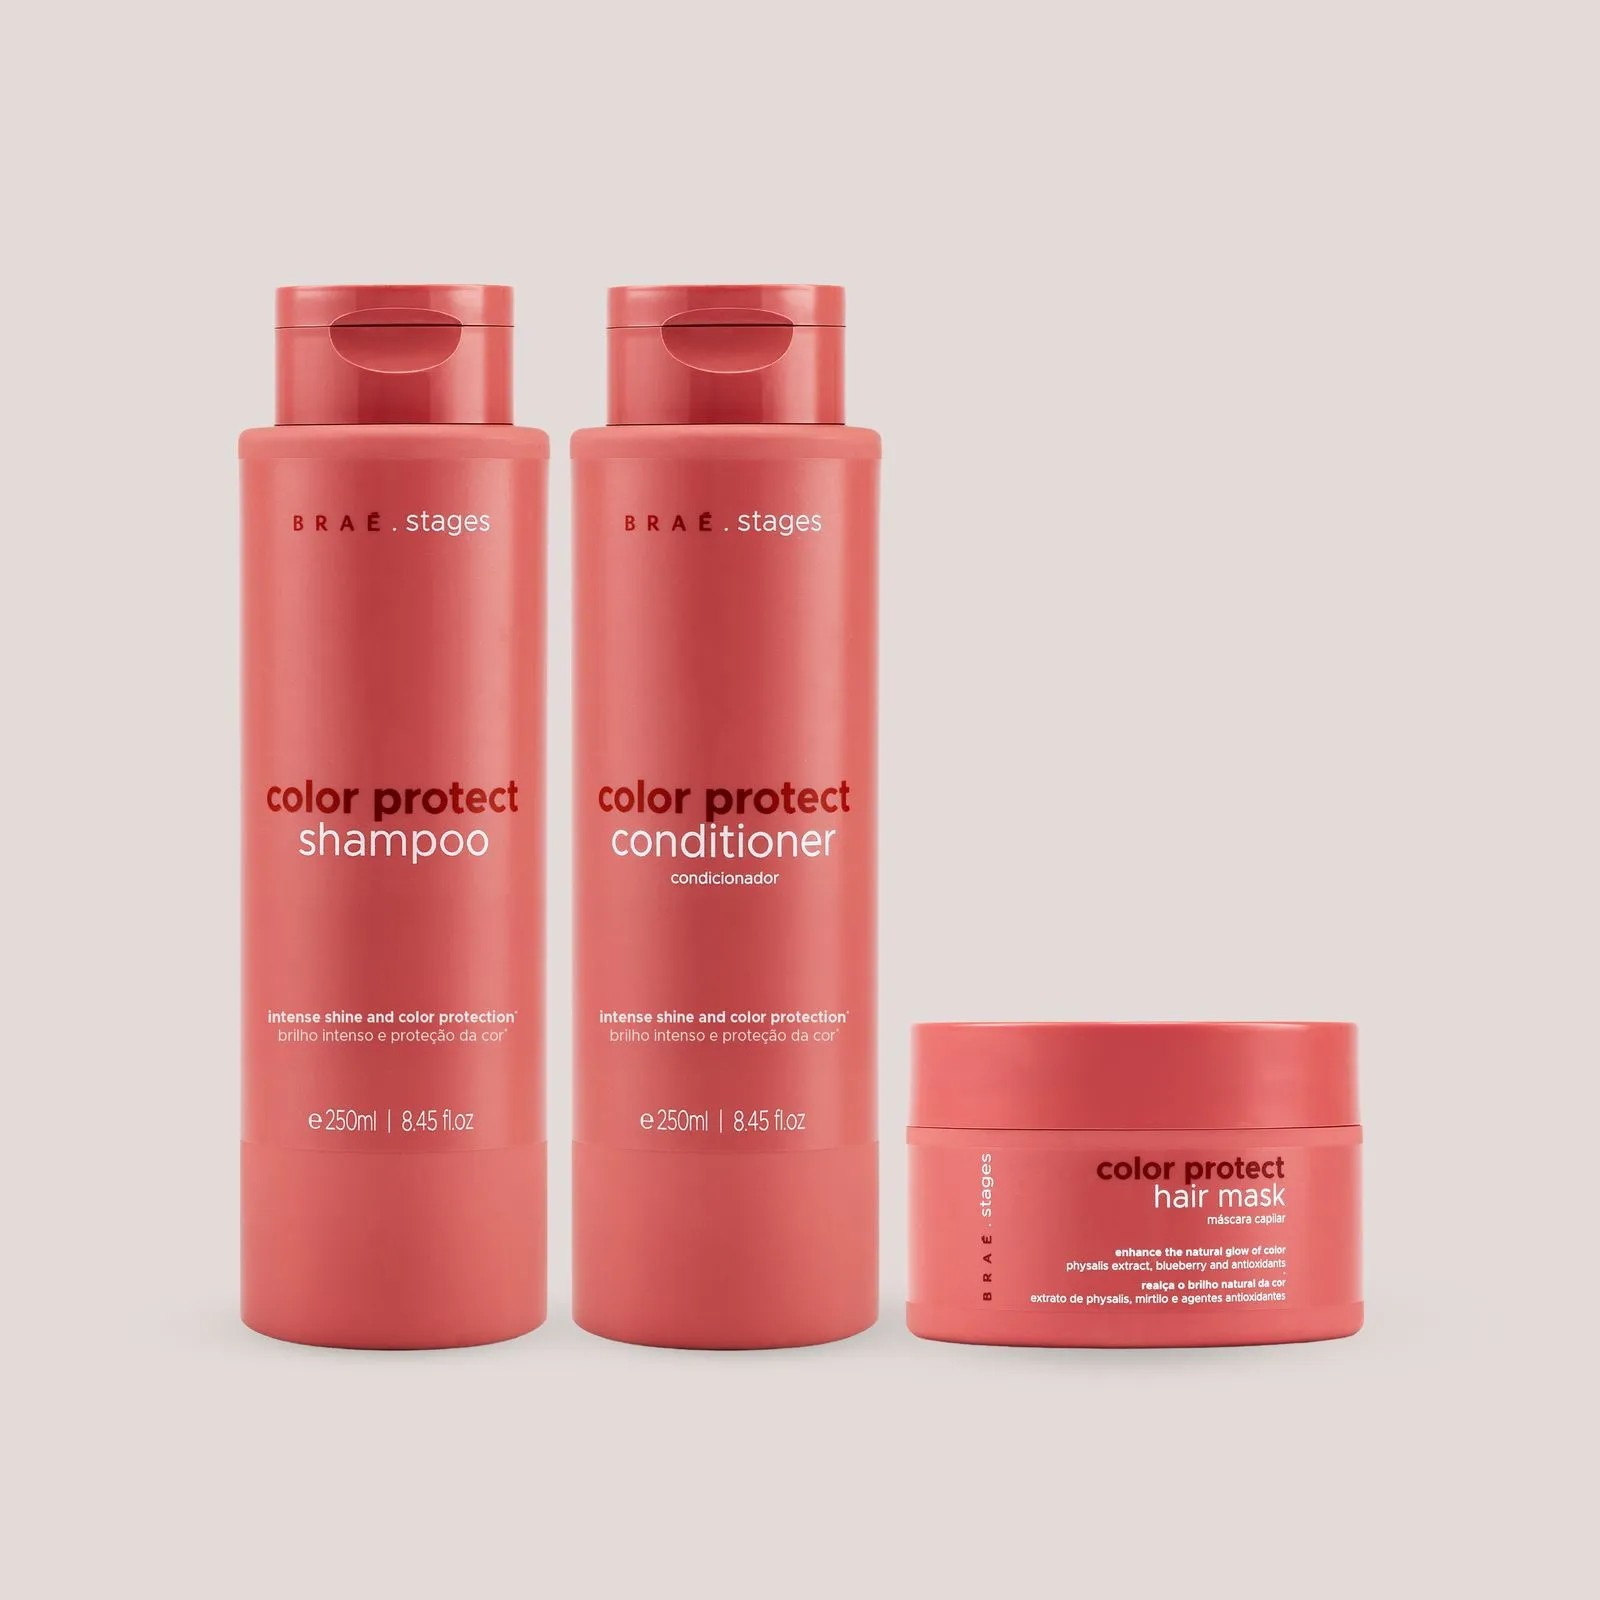 BRAÉ . stages
color protect
shampoo
intense shine and color protection*
brilho intenso e proteção da cor*
e 250ml | 8.45 fl.oz
BRAÉ . stages
color protect
conditioner
condicionador
intense shine and color protection*
brilho intenso e proteção da cor*
e 250ml | 8.45 fl.oz
BRAÉ . stages
color protect
hair mask
máscara capilar
enhance the natural glow of color
physalis extract, blueberry and antioxidants
realça o brilho natural da cor
extrato de physalis, mirtilo e agentes antioxidantes